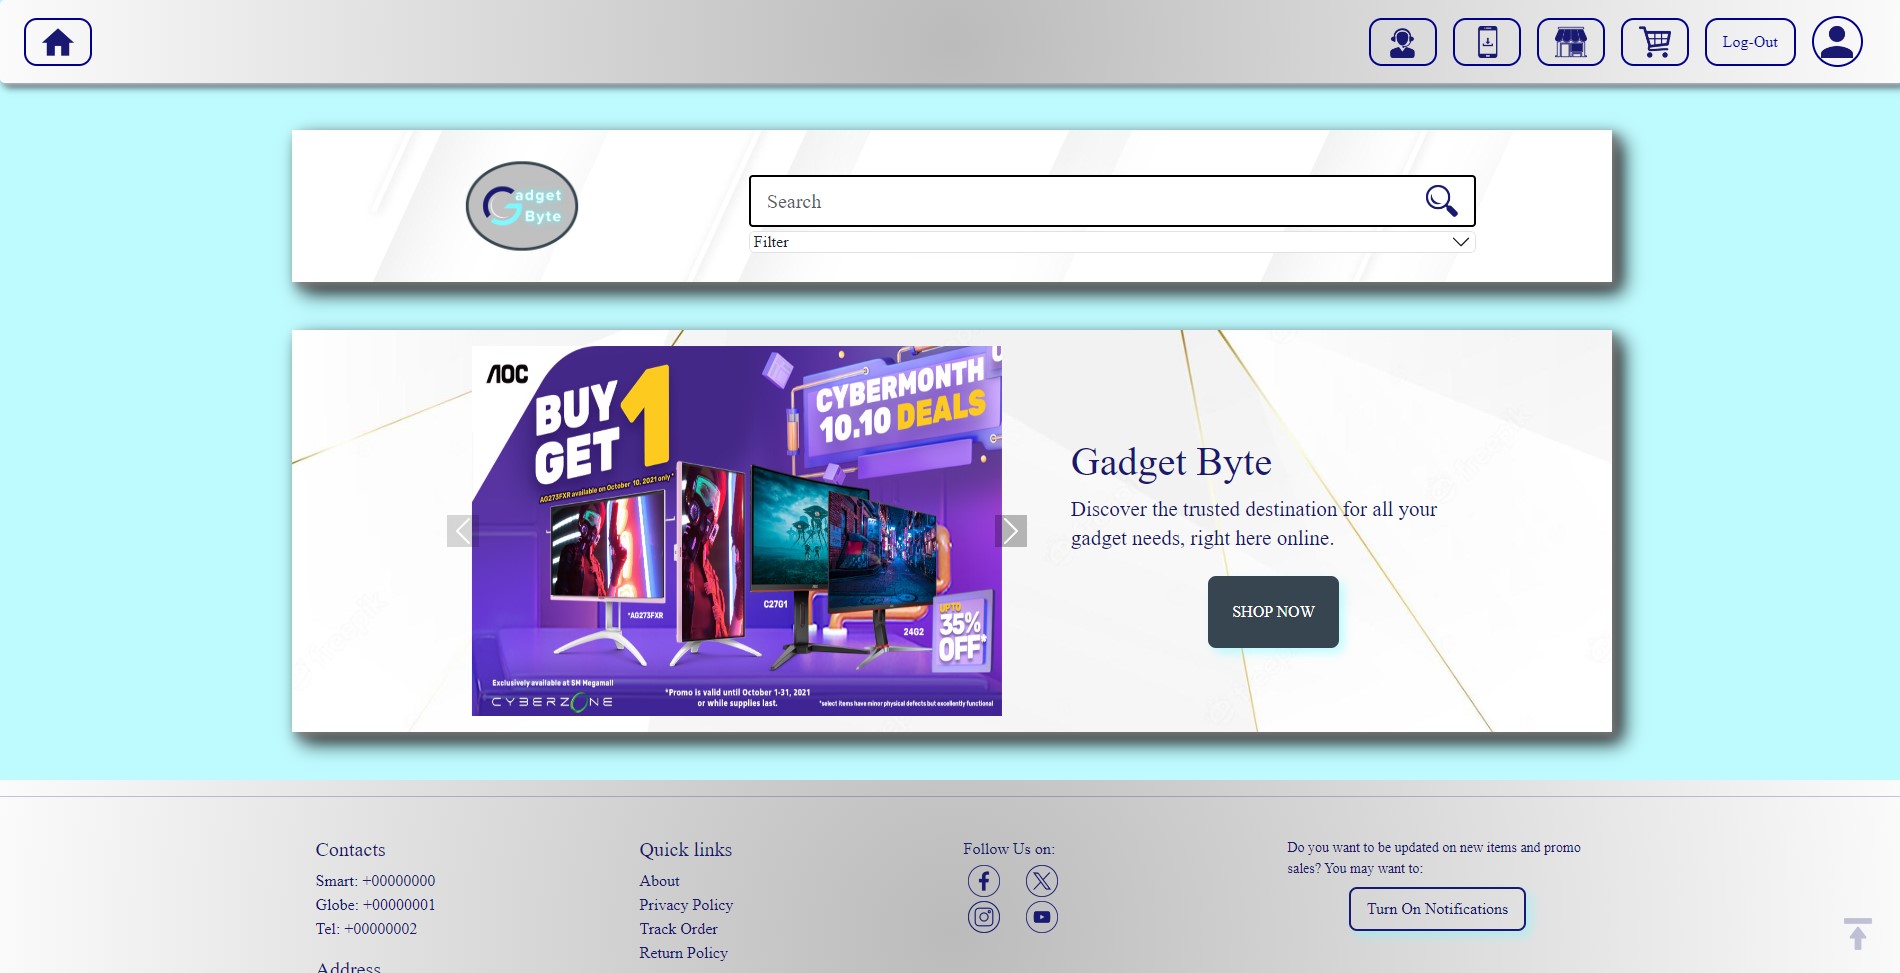 Log-Out
Gadget
Byte
Search
Filter
AOC
BUY 1
GET
AG273FXR available on October 10, 2021 only*
CYBERMONTH
10.10 DEALS
*AG273FXR
C27G1
24G2
UPTO
35%
OFF*
Exclusively available at SM Megamall
CYBERZONE
*Promo is valid until October 1-31, 2021
or while supplies last.
*select items have minor physical defects but excellently functional
Gadget Byte
Discover the trusted destination for all your
gadget needs, right here online.
SHOP NOW
Contacts
Smart: +00000000
Globe: +00000001
Tel: +00000002
Address
Quick links
About
Privacy Policy
Track Order
Return Policy
Follow Us on:
Do you want to be updated on new items and promo
sales? You may want to:
Turn On Notifications